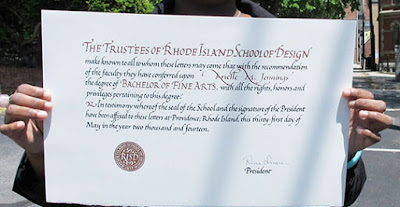 THE TRUSTEES OF RHODE ISLAND SCHOOL OF DESIGN
make known to all to whom these letters may come that with the recommendation
of the faculty they have conferred upon Arielle M. Jennings
the degree of BACHELOR OF FINE ARTS, with all the rights, honors and
privileges pertaining to this degree.
In testimony whereof the seal of the School and the signature of the President
have been affixed to these letters at Providence, Rhode Island, this thirty-first day of
May in the year two thousand and fourteen.
RISD
President